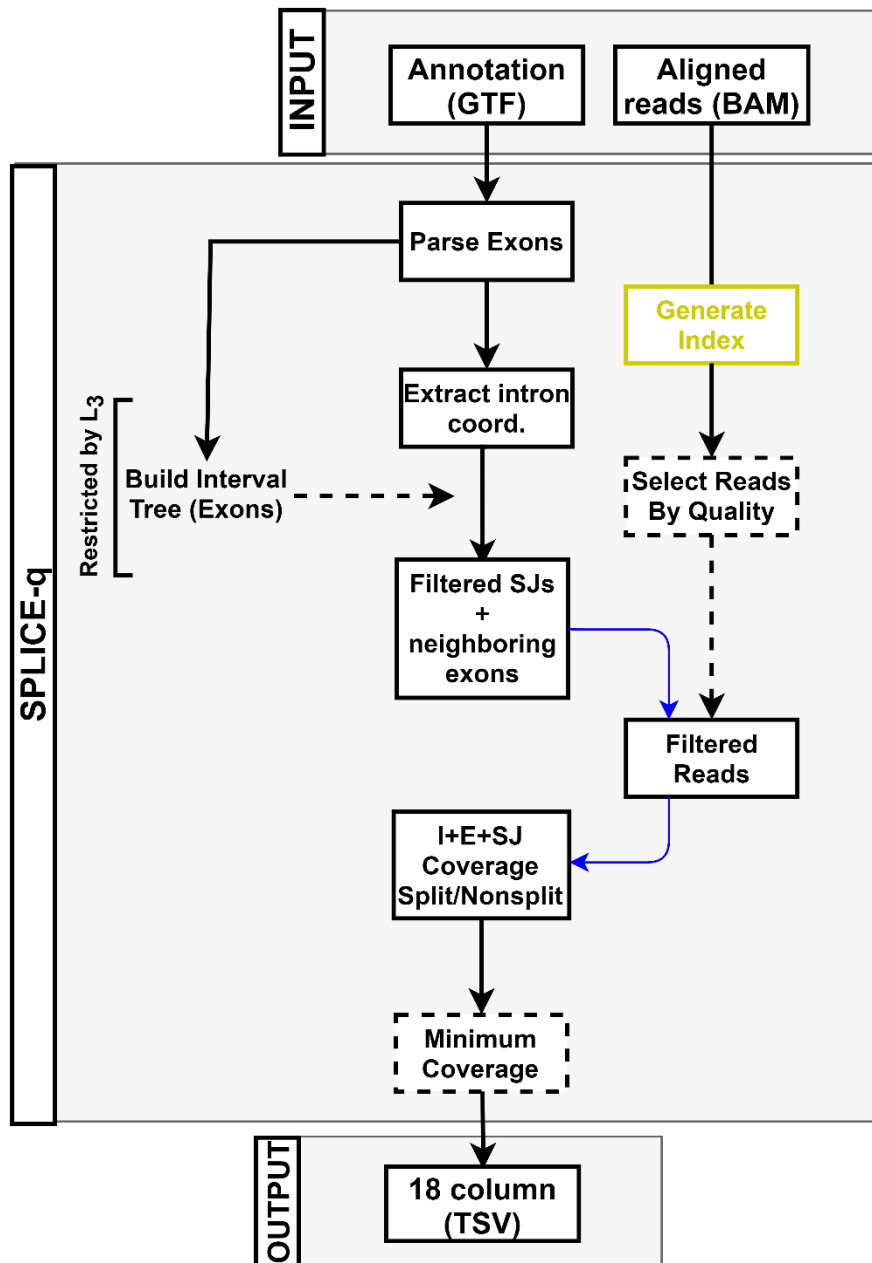 INPUT
Annotation
(GTF)
Aligned
reads (BAM)
SPLICE-q
Parse Exons
Generate
Index
Extract intron
coord.
Restricted by L3
Build Interval
Tree (Exons)
Select Reads
By Quality
Filtered SJs
+
neighboring
exons
Filtered
Reads
I+E+SJ
Coverage
Split/Nonsplit
Minimum
Coverage
OUTPUT
18 column
(TSV)